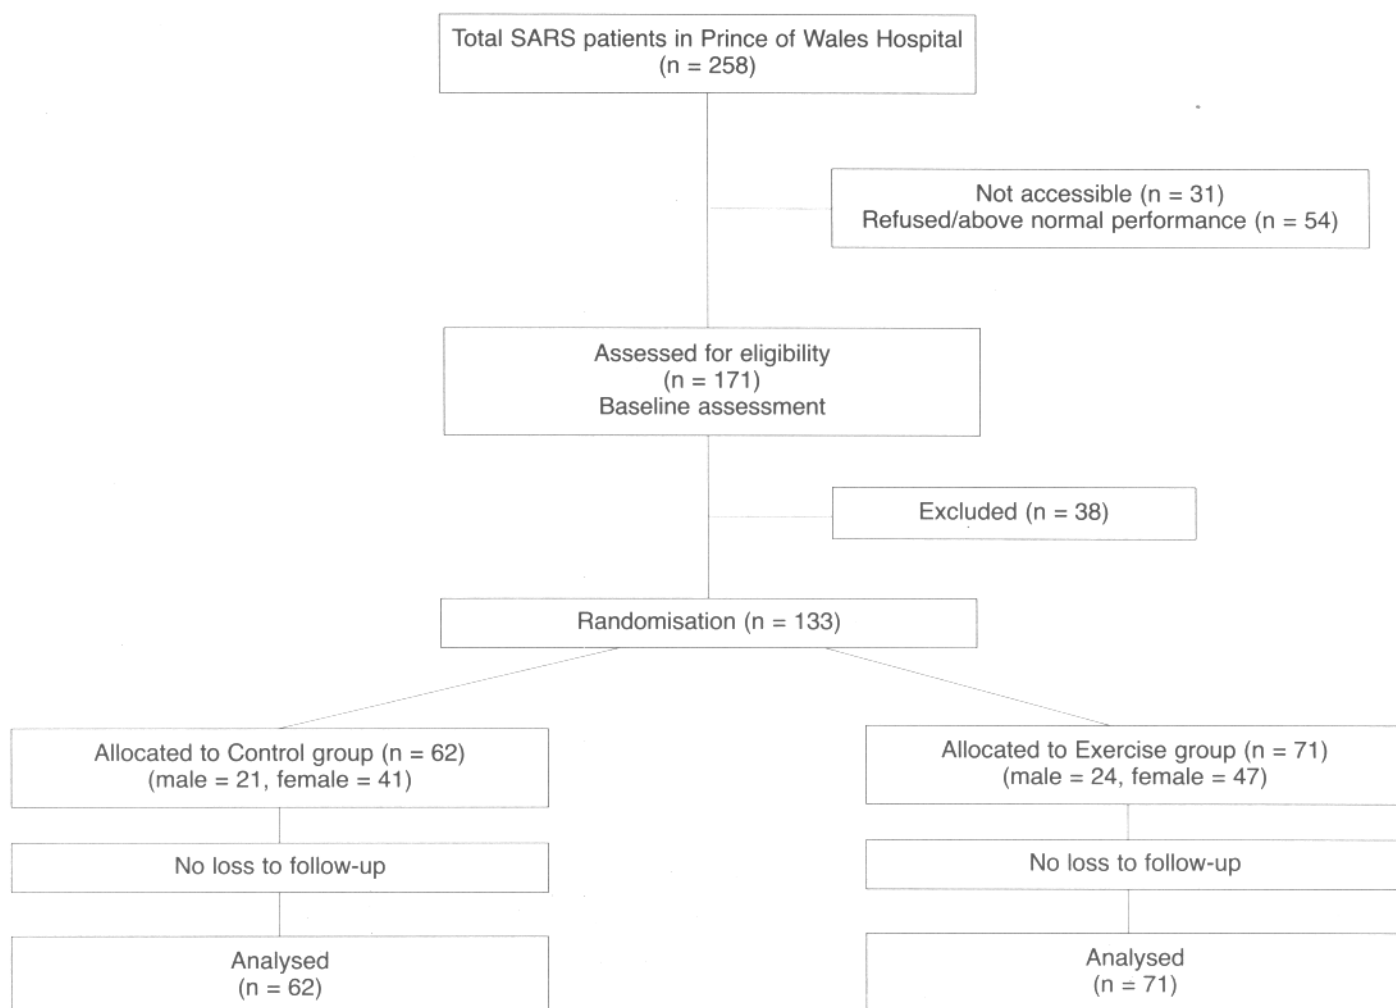 Total SARS patients in Prince of Wales Hospital
(n = 258)
Not accessible (n = 31)
Refused/above normal performance (n = 54)
Assessed for eligibility
(n = 171)
Baseline assessment
Excluded (n = 38)
Randomisation (n = 133)
Allocated to Control group (n = 62)
(male = 21, female = 41)
Allocated to Exercise group (n = 71)
(male = 24, female = 47)
No loss to follow-up
No loss to follow-up
Analysed
(n = 62)
Analysed
(n = 71)